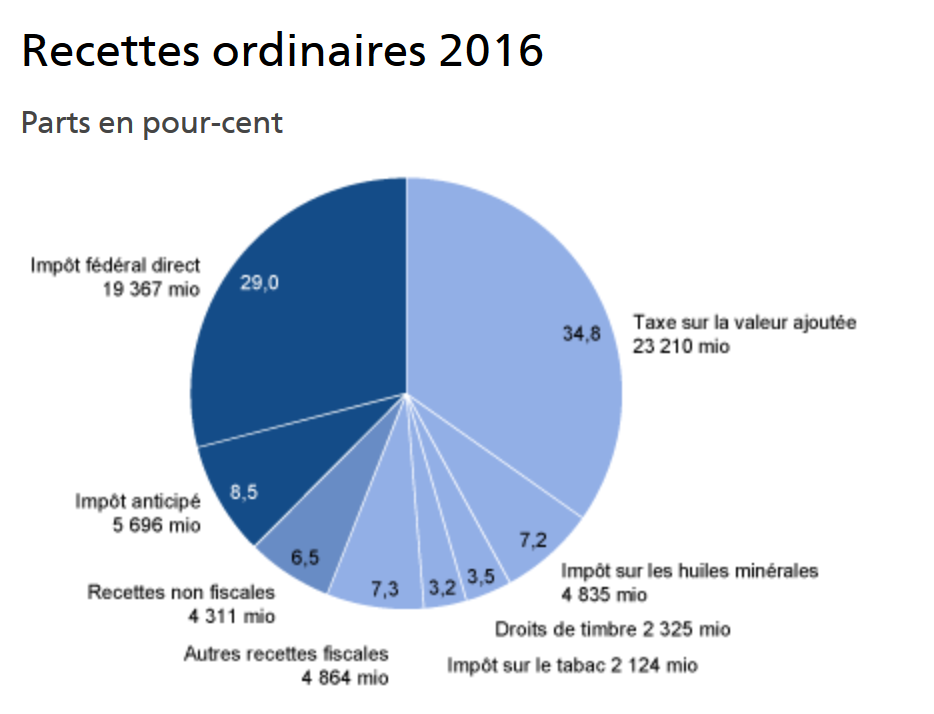 Recettes ordinaires 2016
Parts en pour-cent
Impôt fédéral direct
19 367 mio
29,0
34,8
Taxe sur la valeur ajoutée
23 210 mio
8,5
Impôt anticipé
5 696 mio
6,5
7,3
3,2
3,5
7,2
Impôt sur les huiles minérales
4 835 mio
Recettes non fiscales
4 311 mio
Droits de timbre 2 325 mio
Autres recettes fiscales
4 864 mio
Impôt sur le tabac 2 124 mio